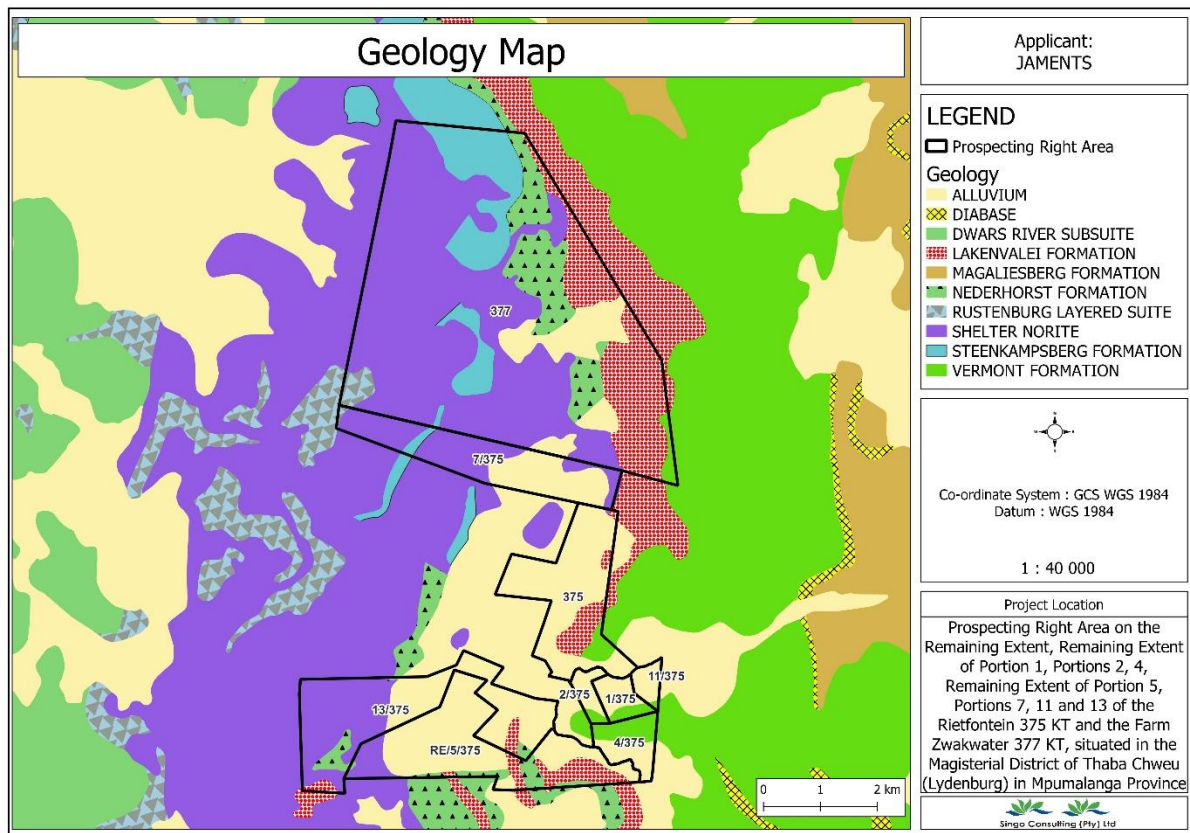 Geology Map
377
7/375
375
11/375
2/375
1/375
13/375
RE/5/375
4/375
0 1 2 km
Applicant:
JAMENTS
LEGEND
Prospecting Right Area
Geology
ALLUVIUM
DIABASE
DWARS RIVER SUBSUITE
LAKENVALEI FORMATION
MAGALIESBERG FORMATION
NEDERHORST FORMATION
RUSTENBURG LAYERED SUITE
SHELTER NORITE
STEENKAMPSBERG FORMATION
VERMONT FORMATION
Co-ordinate System : GCS WGS 1984
Datum : WGS 1984
1 : 40 000
Project Location
Prospecting Right Area on the
Remaining Extent, Remaining Extent
of Portion 1, Portions 2, 4,
Remaining Extent of Portion 5,
Portions 7, 11 and 13 of the
Rietfontein 375 KT and the Farm
Zwakwater 377 KT, situated in the
Magisterial District of Thaba Chweu
(Lydenburg) in Mpumalanga Province
Singo Consulting (Pty) Ltd